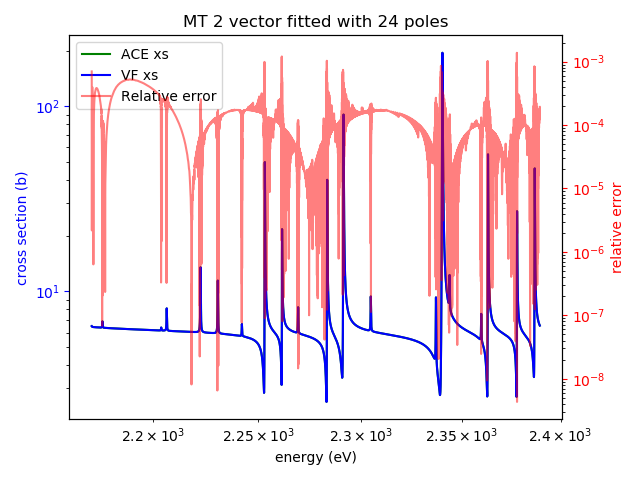 MT 2 vector fitted with 24 poles
ACE xs
VF xs
Relative error
cross section (b)
10²
10¹
relative error
10⁻³
10⁻⁴
10⁻⁵
10⁻⁶
10⁻⁷
10⁻⁸
2.2 × 10³
2.25 × 10³
2.3 × 10³
2.35 × 10³
2.4 × 10³
energy (eV)